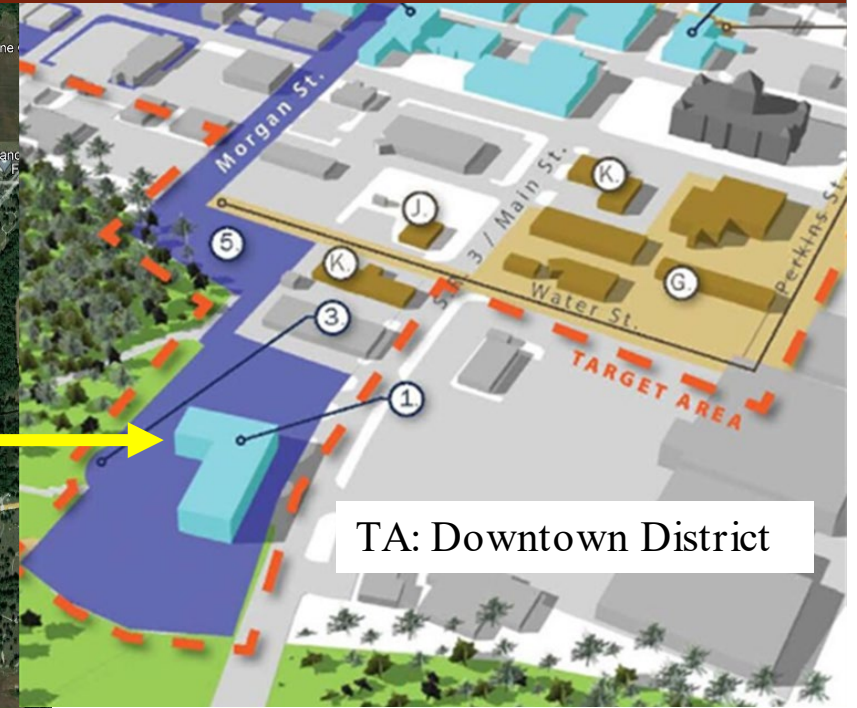 Morgan St.
5.
J.
K.
S.R. 3 / Main St.
K.
G.
Perkins St.
Water St.
3.
1.
TARGET AREA
TA: Downtown District